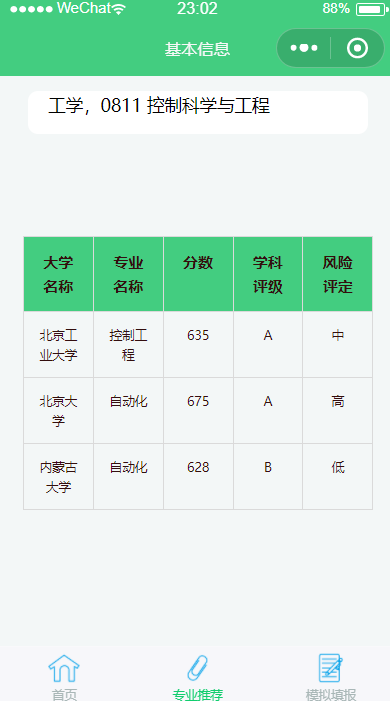 WeChat 23:02 88%
基本信息
工学，0811 控制科学与工程
大学名称 专业名称 分数 学科评级 风险评定
北京工业大学 控制工程 635 A 中
北京大学 自动化 675 A 高
内蒙古大学 自动化 628 B 低
首页 专业推荐 模拟填报